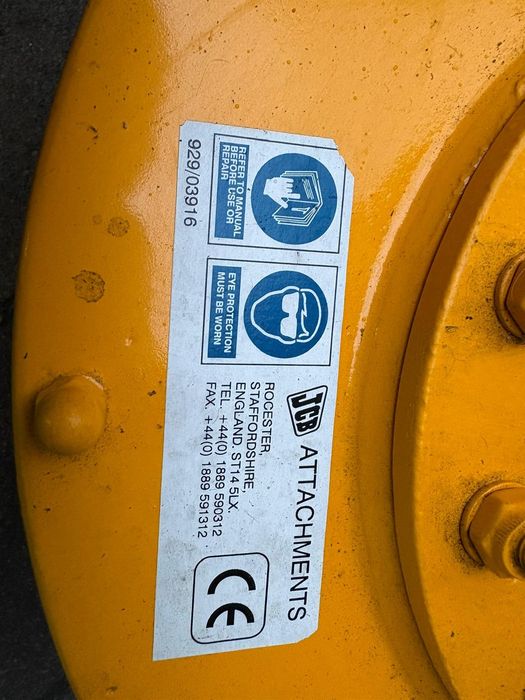 929/03916
REFER TO MANUAL
BEFORE USE OR
REPAIR
EYE PROTECTION
MUST BE WORN
JCB ATTACHMENTS
ROCESTER,
STAFFORDSHIRE,
ENGLAND. ST14 5LX.
TEL. +44(0) 1889 590312
FAX. +44(0) 1889 591312
CE